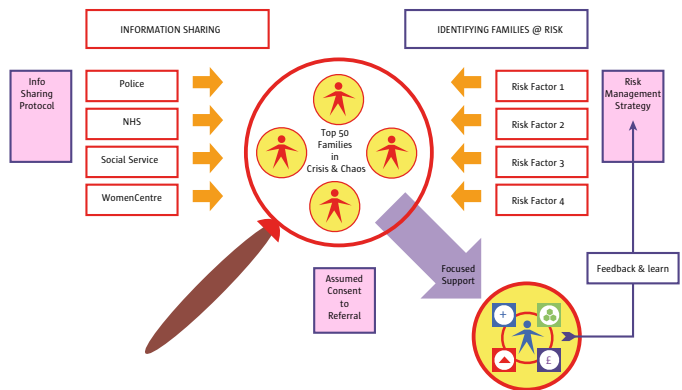 INFORMATION SHARING
IDENTIFYING FAMILIES @ RISK
Info
Sharing
Protocol
Police
NHS
Social Service
WomenCentre
Top 50
Families
in
Crisis & Chaos
Risk Factor 1
Risk Factor 2
Risk Factor 3
Risk Factor 4
Risk
Management
Strategy
Assumed
Consent
to
Referral
Focused
Support
Feedback & learn
+
£